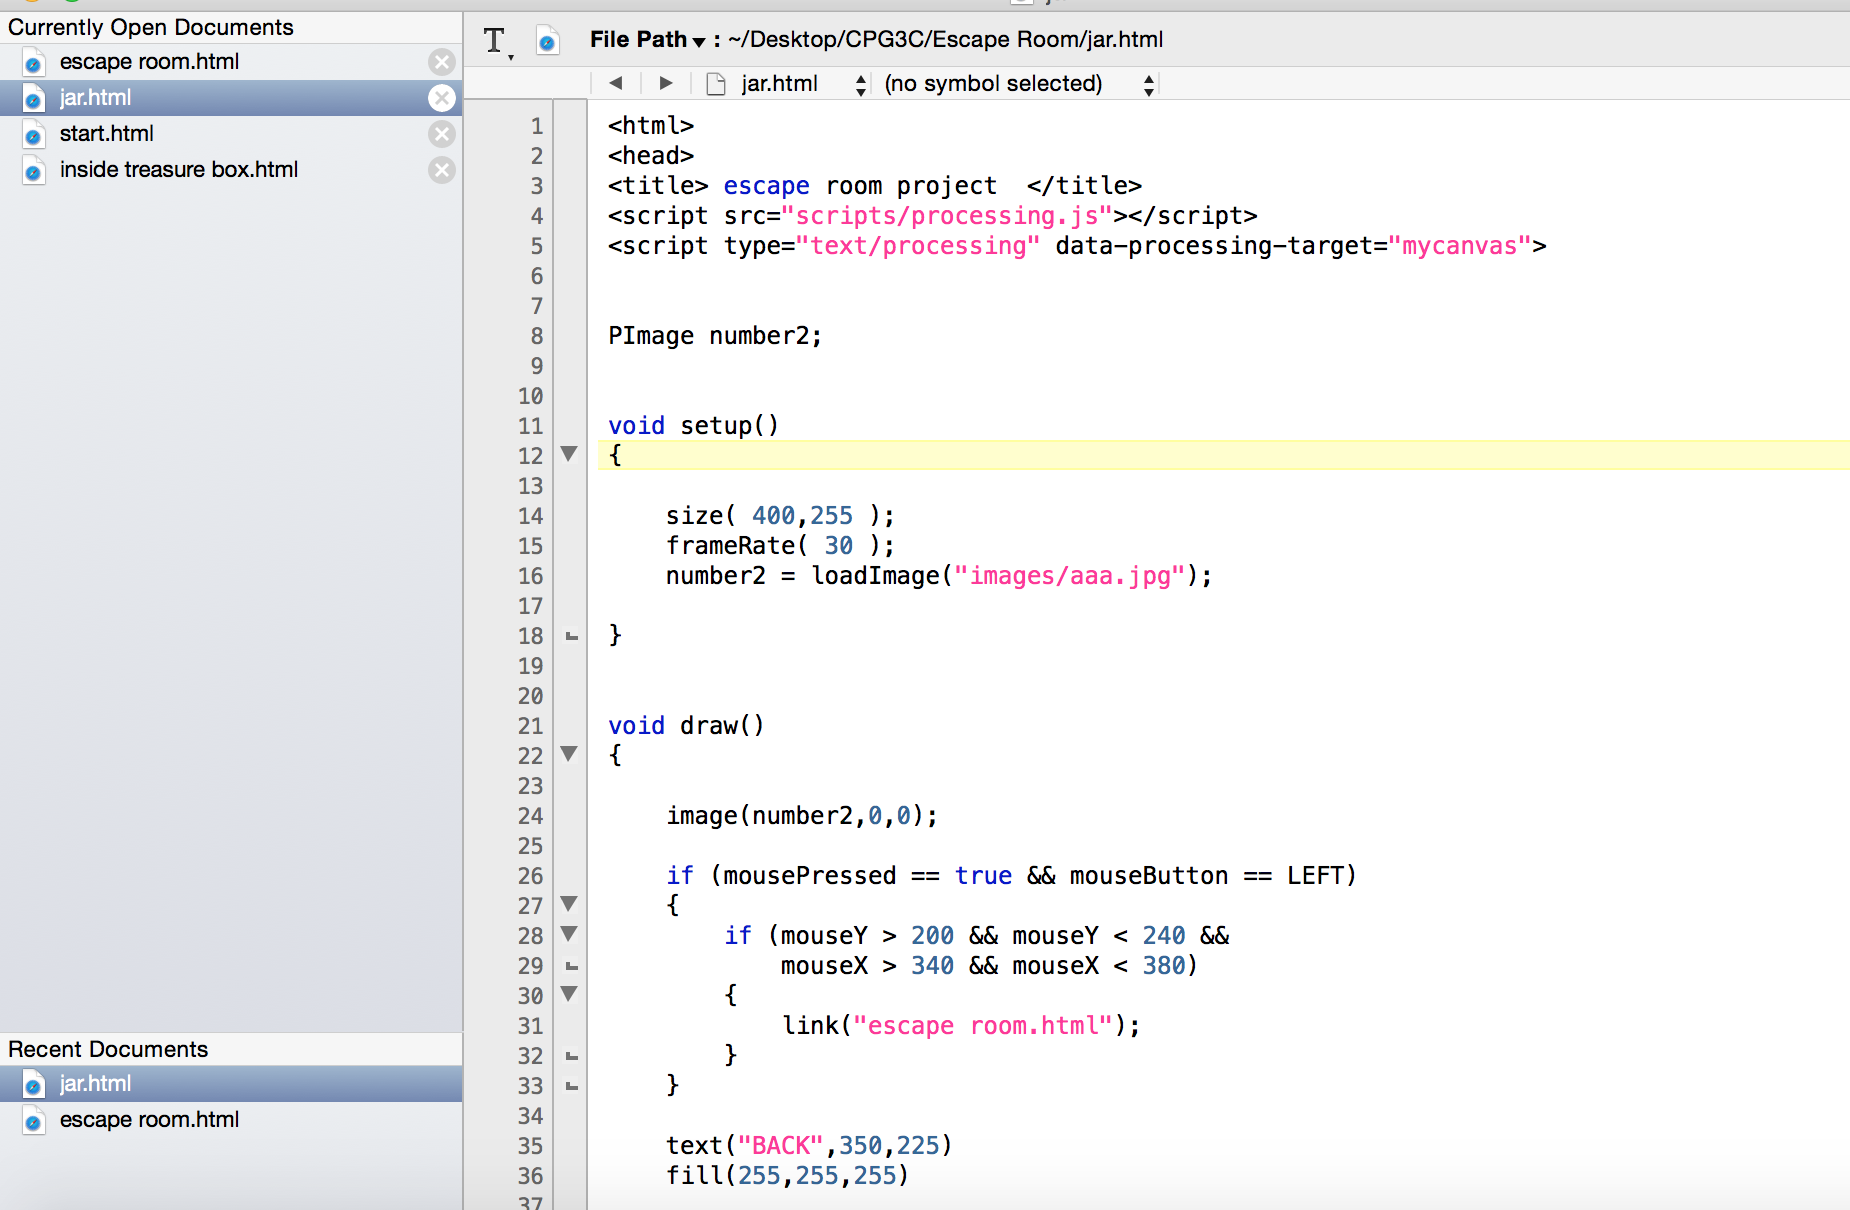 Currently Open Documents
escape room.html
jar.html
start.html
inside treasure box.html
Recent Documents
jar.html
escape room.html
T
File Path : ~/Desktop/CPG3C/Escape Room/jar.html
jar.html (no symbol selected)
1 <html>
2 <head>
3 <title> escape room project  </title>
4 <script src="scripts/processing.js"></script>
5 <script type="text/processing" data-processing-target="mycanvas">
6
7
8 PImage number2;
9
10
11 void setup()
12 {
13
14     size( 400,255 );
15     frameRate( 30 );
16     number2 = loadImage("images/aaa.jpg");
17
18 }
19
20
21 void draw()
22 {
23
24     image(number2,0,0);
25
26     if (mousePressed == true && mouseButton == LEFT)
27     {
28         if (mouseY > 200 && mouseY < 240 &&
29             mouseX > 340 && mouseX < 380)
30         {
31             link("escape room.html");
32         }
33     }
34
35     text("BACK",350,225)
36     fill(255,255,255)
37